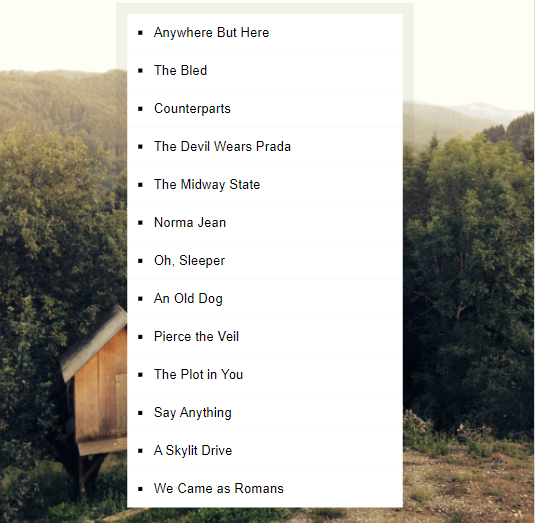 Anywhere But Here
The Bled
Counterparts
The Devil Wears Prada
The Midway State
Norma Jean
Oh, Sleeper
An Old Dog
Pierce the Veil
The Plot in You
Say Anything
A Skylit Drive
We Came as Romans